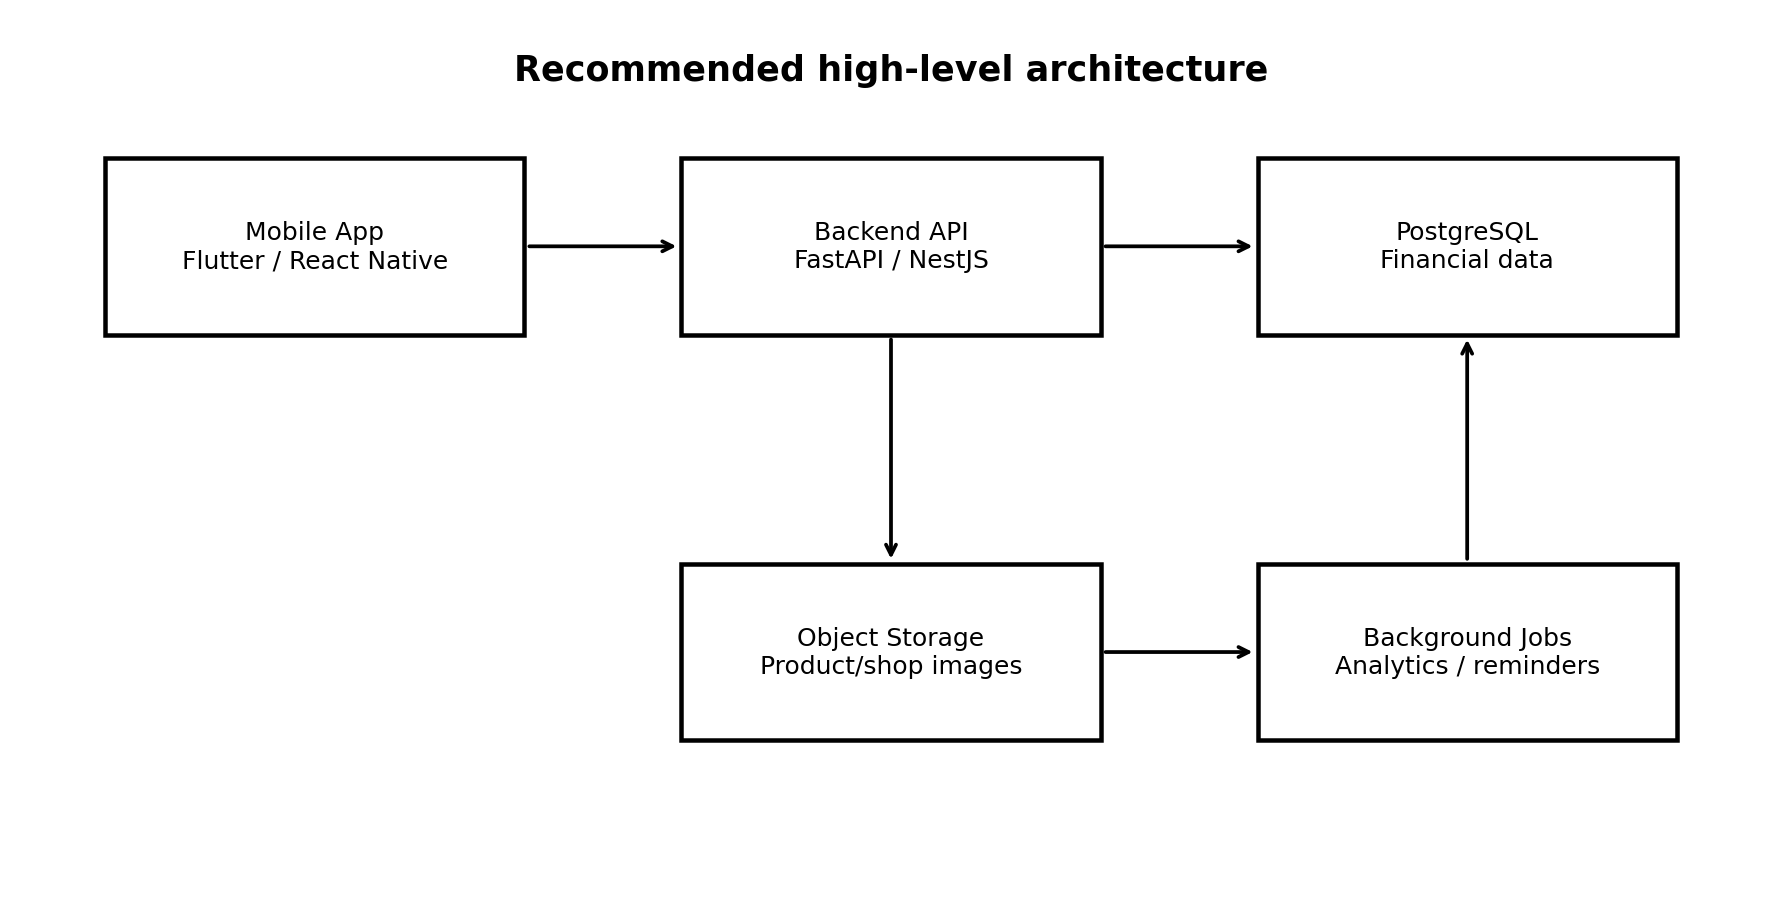 Recommended high-level architecture
Mobile App
Flutter / React Native
Backend API
FastAPI / NestJS
PostgreSQL
Financial data
Object Storage
Product/shop images
Background Jobs
Analytics / reminders